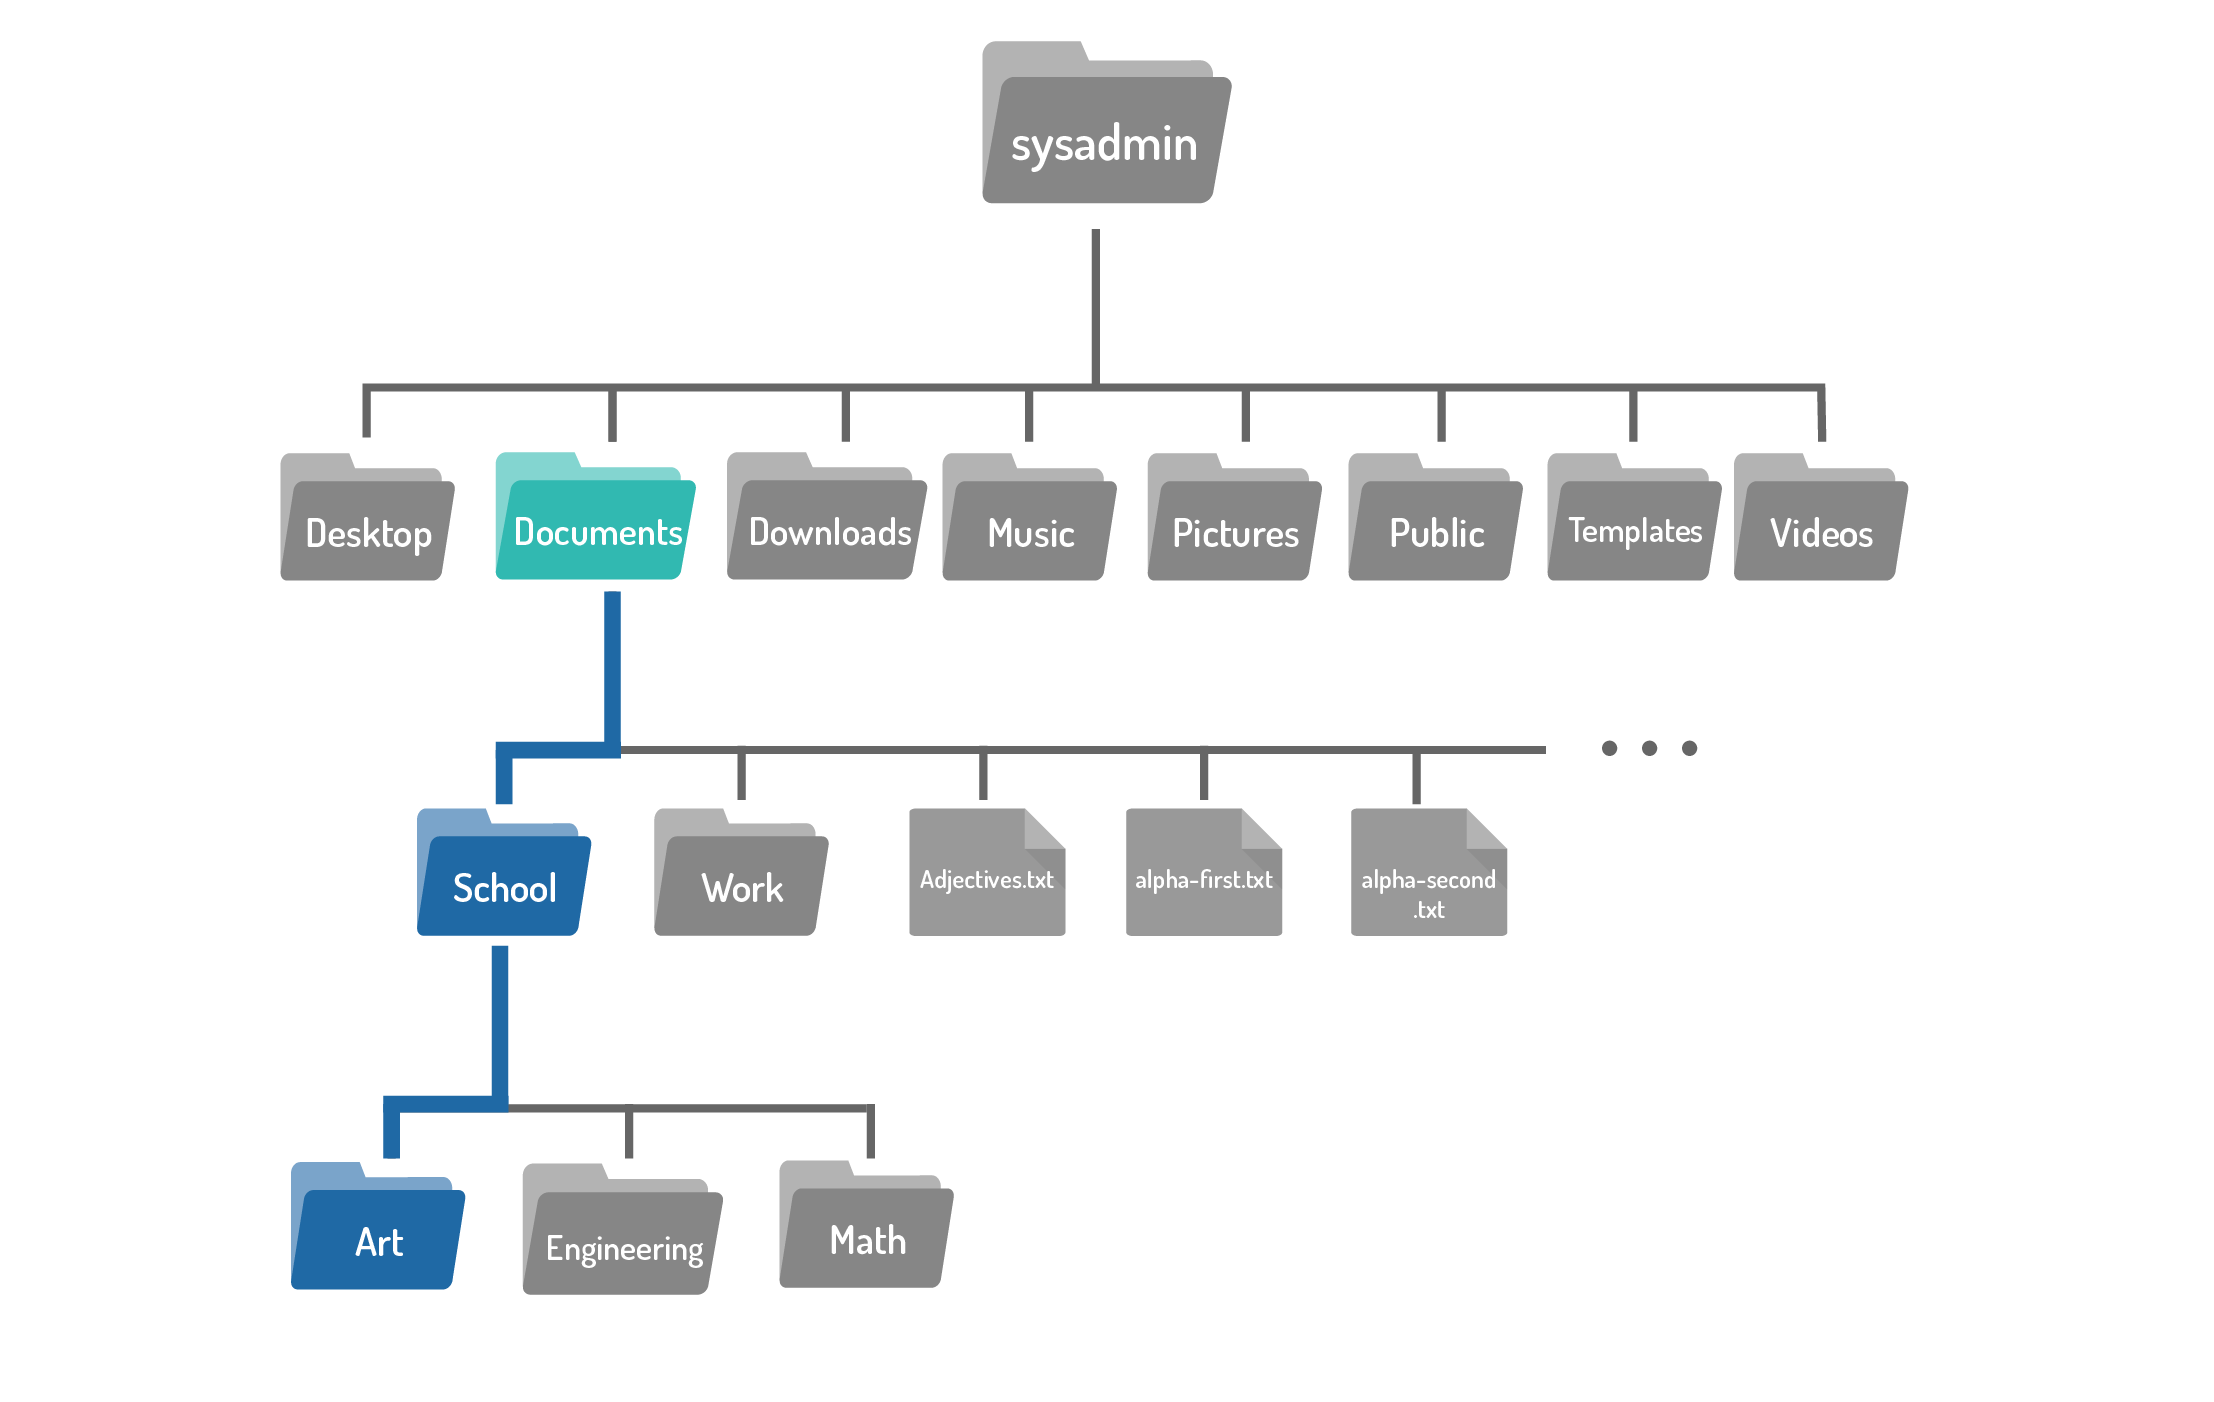 sysadmin
Desktop
Documents
Downloads
Music
Pictures
Public
Templates
Videos
School
Work
Adjectives.txt
alpha-first.txt
alpha-second
.txt
Art
Engineering
Math